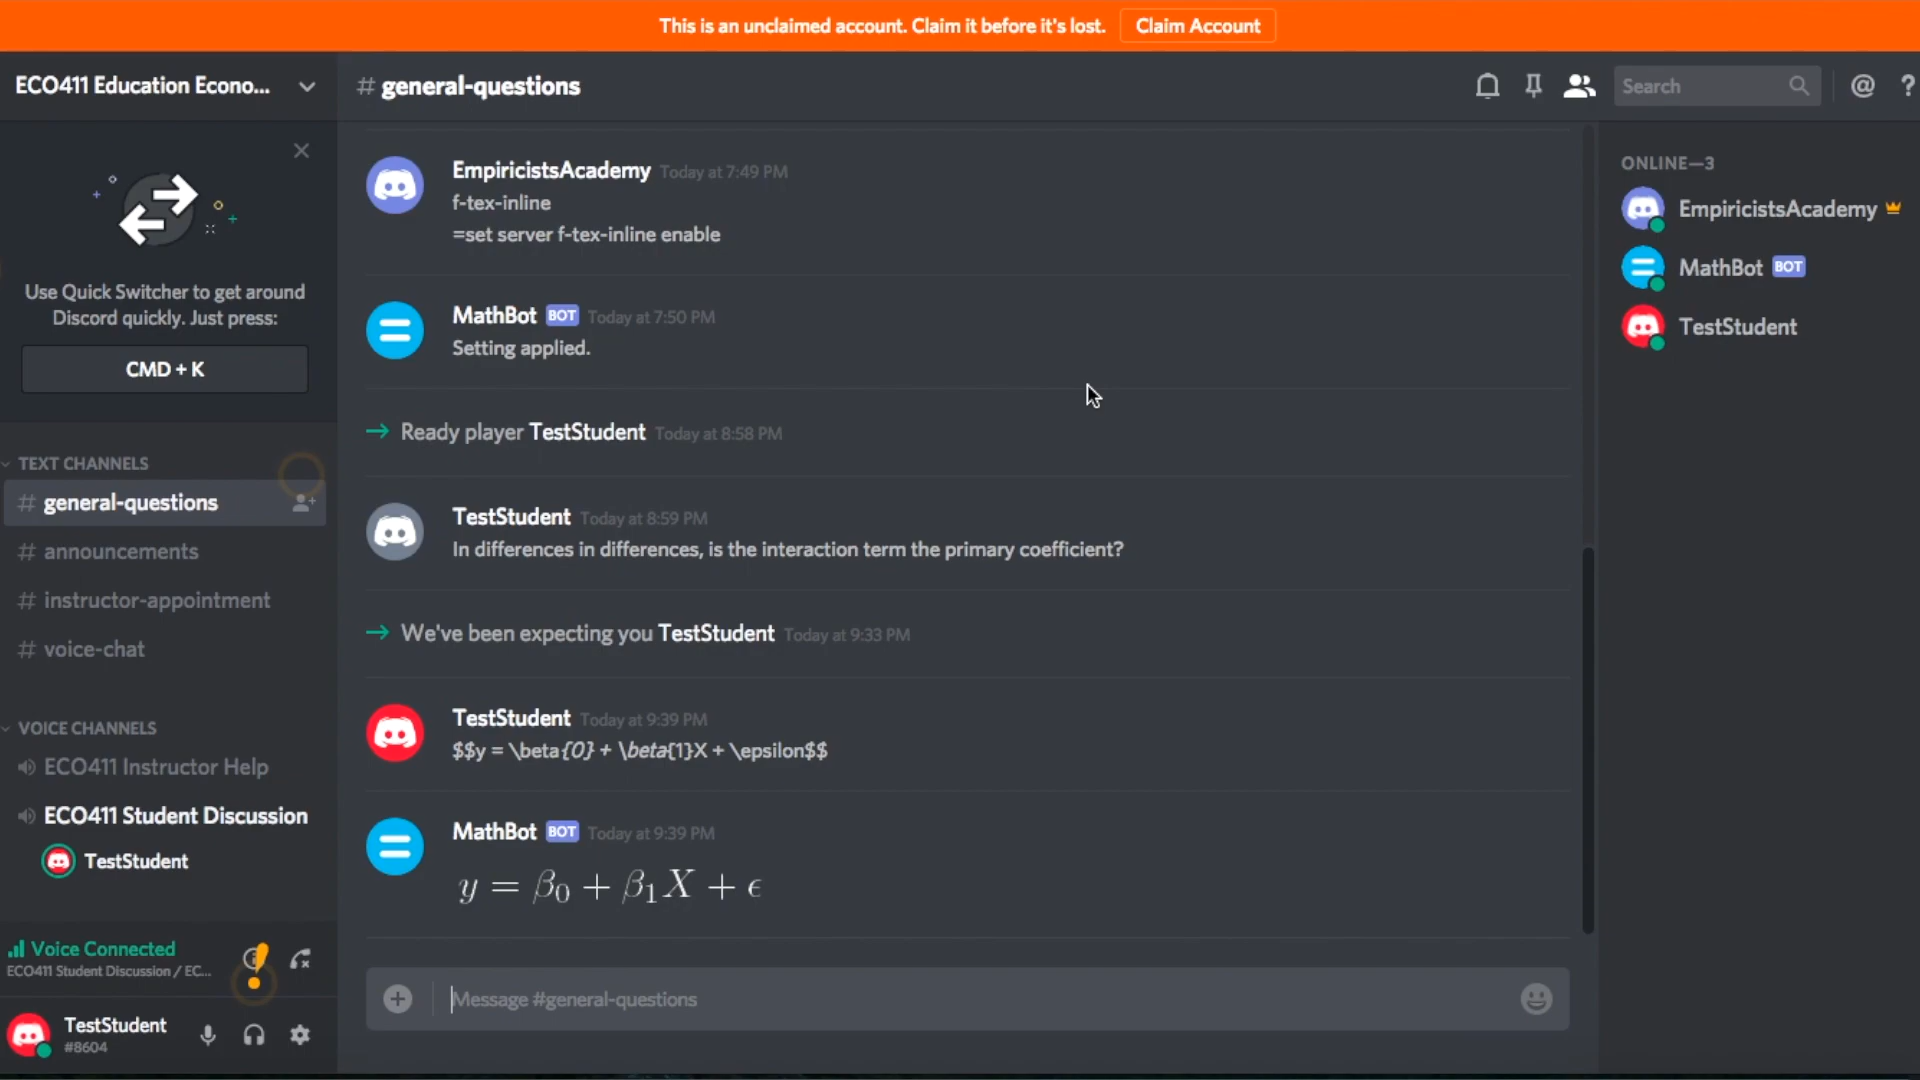 This is an unclaimed account. Claim it before it's lost. Claim Account
ECO411 Education Econo...
# general-questions
Search
@ ?
Use Quick Switcher to get around
Discord quickly. Just press:
CMD + K
TEXT CHANNELS
# general-questions
# announcements
# instructor-appointment
# voice-chat
VOICE CHANNELS
ECO411 Instructor Help
ECO411 Student Discussion
TestStudent
Voice Connected
ECO411 Student Discussion / EC...
TestStudent
#8604
EmpiricistsAcademy Today at 7:49 PM
f-tex-inline
=set server f-tex-inline enable
MathBot BOT Today at 7:50 PM
Setting applied.
Ready player TestStudent Today at 8:58 PM
TestStudent Today at 8:59 PM
In differences in differences, is the interaction term the primary coefficient?
We've been expecting you TestStudent Today at 9:33 PM
TestStudent Today at 9:39 PM
$$y = \beta{0} + \beta{1}X + \epsilon$$
MathBot BOT Today at 9:39 PM
y = β₀ + β₁X + ϵ
Message #general-questions
ONLINE—3
EmpiricistsAcademy
MathBot BOT
TestStudent